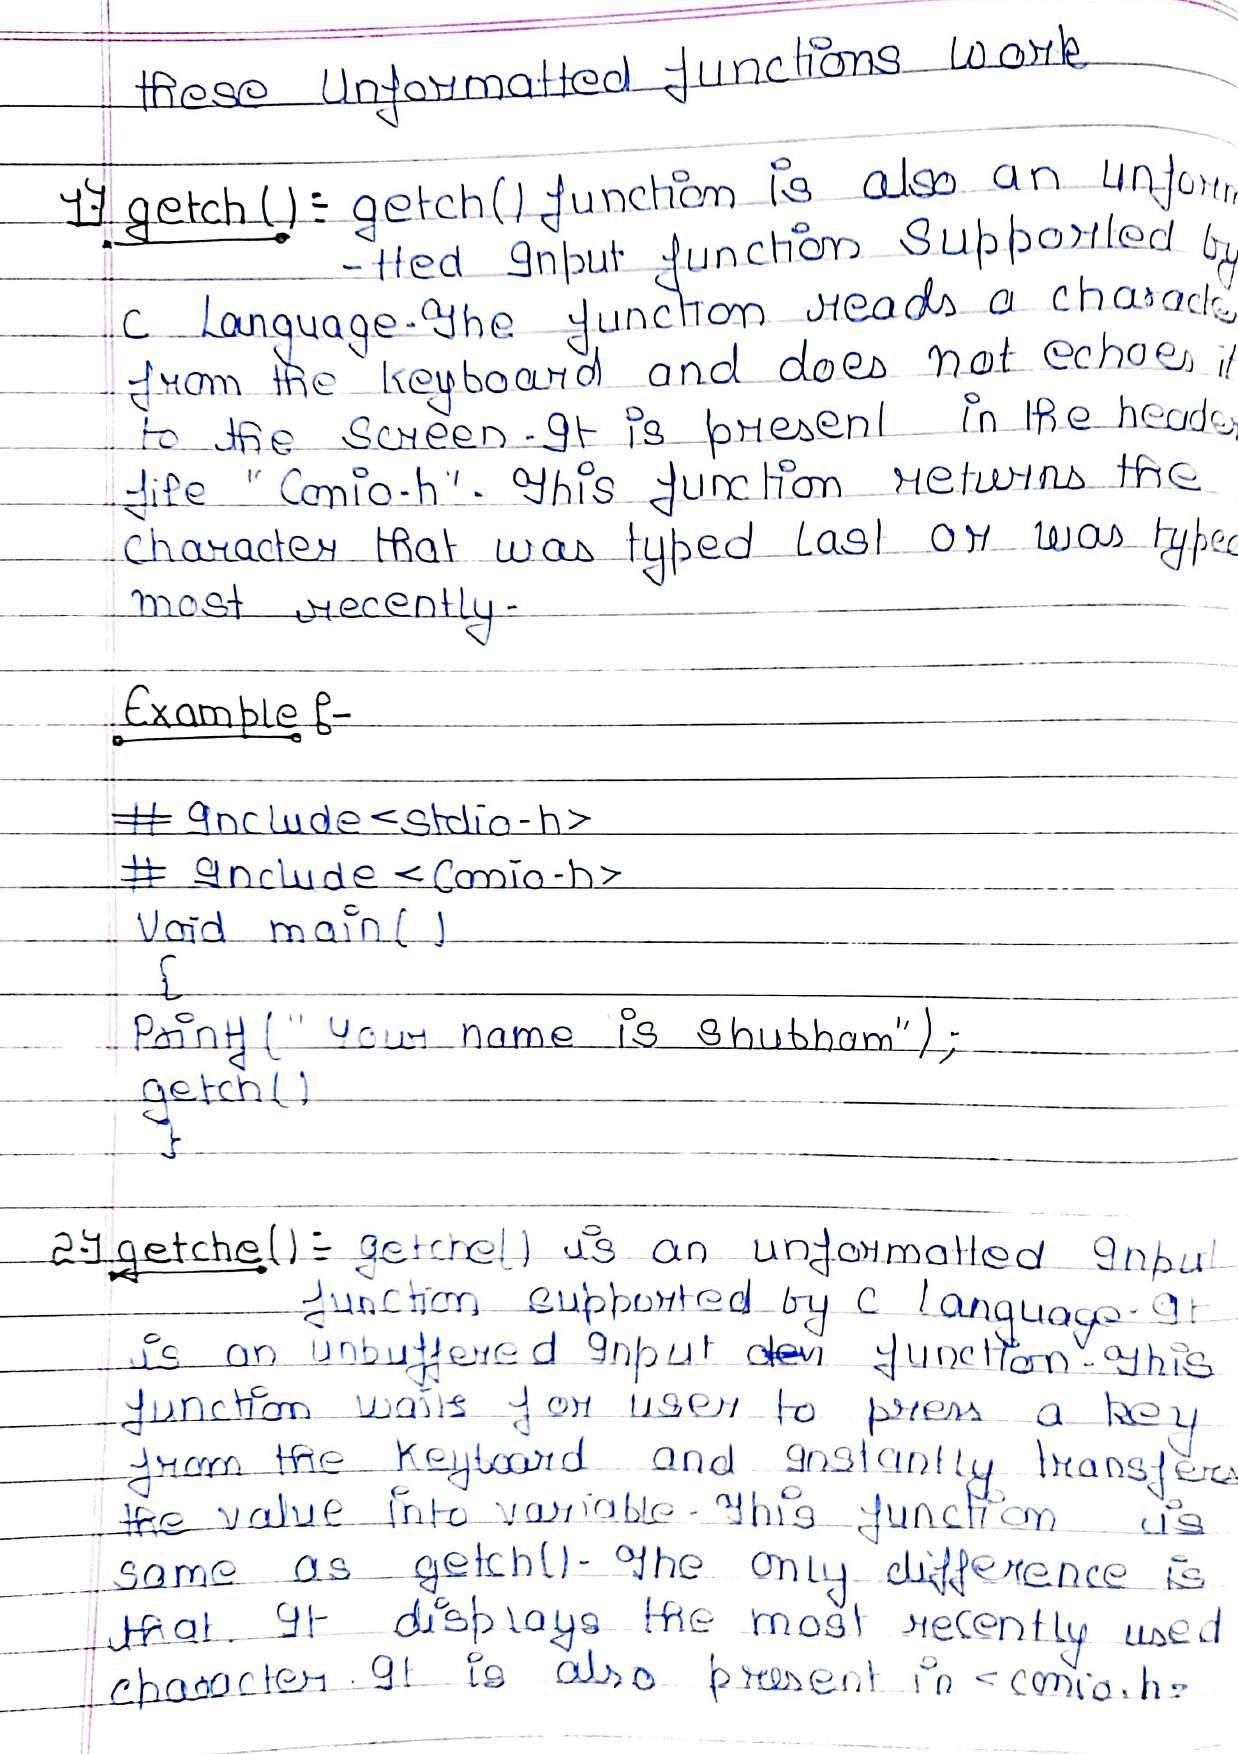 these Unformatted functions work
1) getch() = getch() function is also an unform
-tted Input function Supported by
C Language. The function reads a characte
from the keyboard and does not echoes it
to the screen. It is present in the header
file "Conio.h". This function returns the
character that was typed last or was typed
most recently.
Example :-
# Include <stdio.h>
# Include <Conio.h>
Void main()
{
Printf(" Your name is Shubham");
getch()
}
2) getche() = getche() is an unformatted Input
function supported by C language. It
is an unbuffered Input function. This
function waits for user to press a key
from the Keyboard and Instantly transfers
the value into variable. This function is
same as getch(). The only difference is
that. It displays the most recently used
character. It is also present in <conio.h>